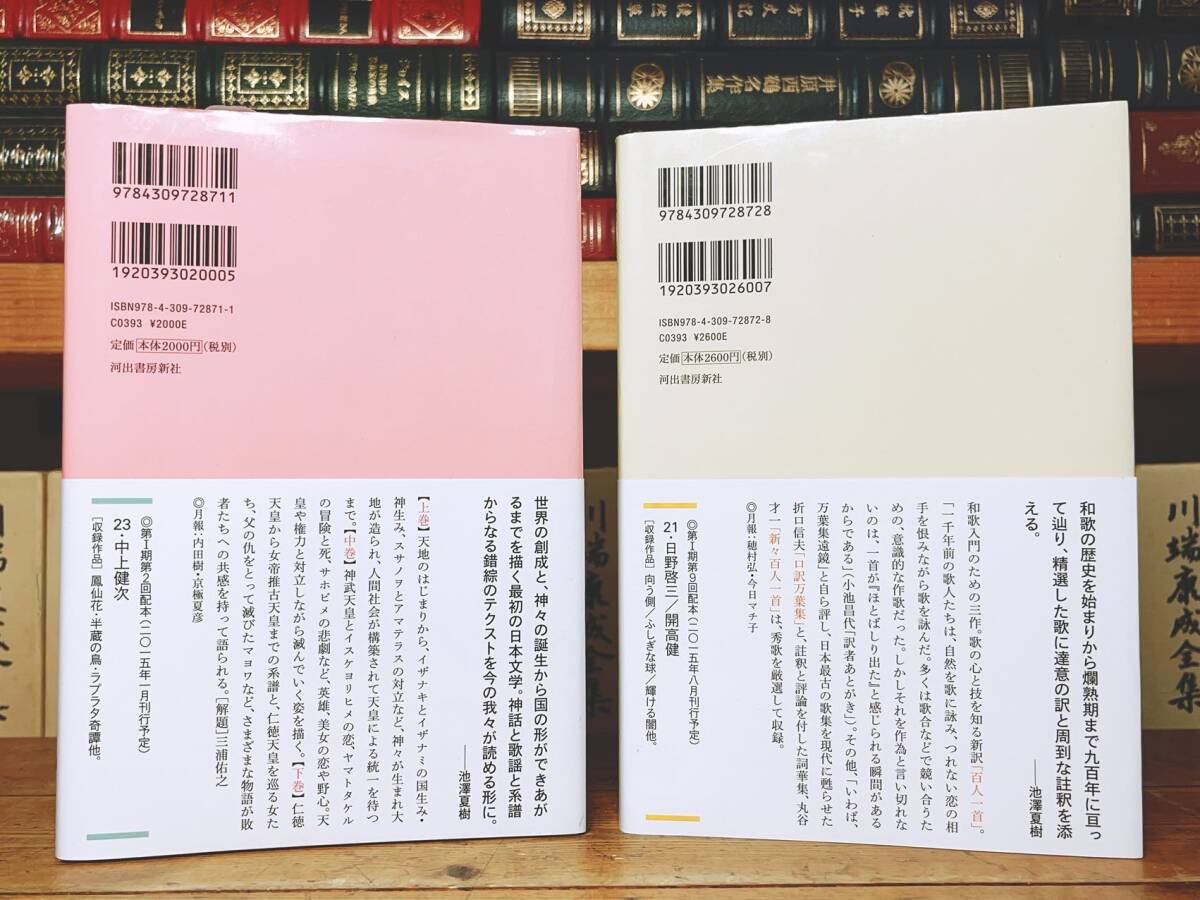 9784309728711
1920393020005
ISBN978-4-309-72871-1
C0393 ¥2000E
定価 本体2000円(税別)
河出書房新社
世界の創成と、神々の誕生から国の形ができあが
るまでを描く最初の日本文学。神話と歌謡と系譜
からなる錯綜のテクストを今の我々が読める形に。
――池澤夏樹
【上巻】天地のはじまりから、イザナキとイザナミの国生み・
神生み、スサノヲとアマテラスの対立など、神々が生まれ大
地が造られ、人間社会が構築されて天皇による統一を待つ
まで。【中巻】神武天皇とイスケヨリヒメの恋、ヤマトタケル
の冒険と死、サホビメの悲劇など、英雄、美女の恋や野心。天
皇や権力と対立しながら滅んでいく姿を描く。【下巻】仁徳
天皇から女帝推古天皇までの系譜と、仁徳天皇を巡る女た
ち、父の仇をとって滅びたマヨワなど、さまざまな物語が敗
者たちへの共感を持って語られる。「解題」三浦佑之
◎月報・内田樹・京極夏彦
◎第Ⅰ期第2回配本(二〇一五年一月刊行予定)
23・中上健次
[収録作品] 鳳仙花・半蔵の鳥・ラプラタ奇譚他。
9784309728728
1920393026007
ISBN978-4-309-72872-8
C0393 ¥2600E
定価 本体2600円(税別)
河出書房新社
和歌の歴史を始まりから爛熟期まで九百年に亘っ
て辿り、精選した歌に達意の訳と周到な註釈を添
える。
――池澤夏樹
和歌入門のための三作。歌の心と技を知る新訳「百人一首」。
「一千年前の歌人たちは、自然を歌に詠み、つれない恋の相
手を恨みながら歌を詠んだ。多くは歌合などで競い合うた
めの、意識的な作歌だった。しかしそれを作為と言い切れな
いのは、一首が『ほとばしり出た』と感じられる瞬間がある
からである」(小池昌代「訳者あとがき」)。その他、「いわば、
万葉集遠鏡」と自ら評し、日本最古の歌集を現代に甦らせた
折口信夫「口訳万葉集」と、註釈と評論を付した詞華集、丸谷
才一「新々百人一首」は、秀歌を厳選して収録。
◎月報:穂村弘・今日マチ子
◎第Ⅰ期第9回配本(二〇一五年八月刊行予定)
21・日野啓三/開高健
[収録作品] 向う側/ふしぎな球/輝ける闇他。
井原西鶴名作集
川端康成全集